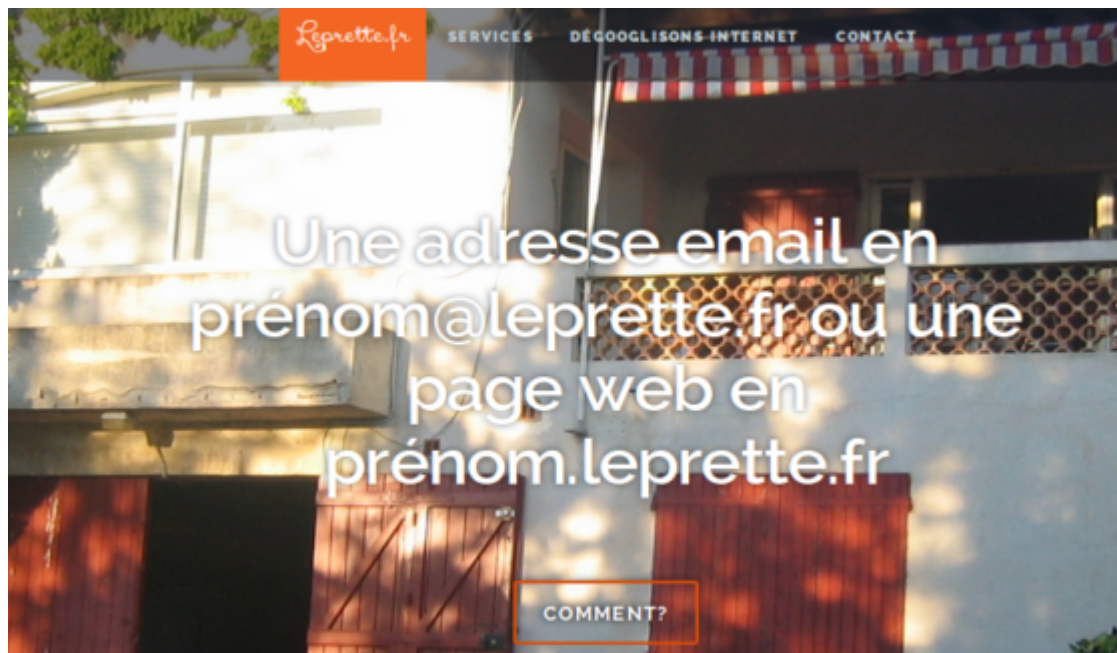 Leprette.fr SERVICES DÉGOOGLISONS INTERNET CONTACT
Une adresse email en
prénom@leprette.fr ou une
page web en
prénom.leprette.fr
COMMENT?